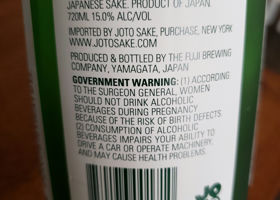 JAPANESE SAKE. PRODUCT OF JAPAN.
720ML 15.0% ALC/VOL
IMPORTED BY JOTO SAKE, PURCHASE, NEW YORK
WWW.JOTOSAKE.COM
PRODUCED & BOTTLED BY THE FUJI BREWING
COMPANY, YAMAGATA, JAPAN
GOVERNMENT WARNING: (1) ACCORDING
TO THE SURGEON GENERAL, WOMEN
SHOULD NOT DRINK ALCOHOLIC
BEVERAGES DURING PREGNANCY
BECAUSE OF THE RISK OF BIRTH DEFECTS.
(2) CONSUMPTION OF ALCOHOLIC
BEVERAGES IMPAIRS YOUR ABILITY TO
DRIVE A CAR OR OPERATE MACHINERY,
AND MAY CAUSE HEALTH PROBLEMS.
JO